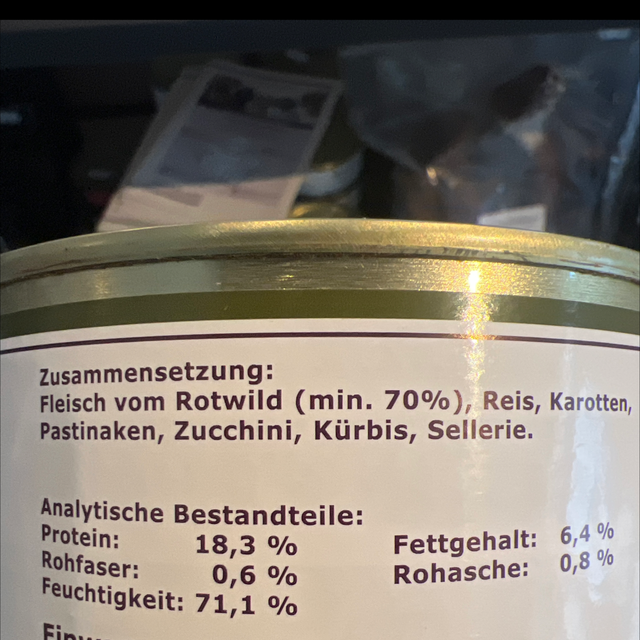 Zusammensetzung:
Fleisch vom Rotwild (min. 70%), Reis, Karotten,
Pastinaken, Zucchini, Kürbis, Sellerie.
Analytische Bestandteile:
Protein: 18,3 % Fettgehalt: 6,4 %
Rohfaser: 0,6 % Rohasche: 0,8 %
Feuchtigkeit: 71,1 %